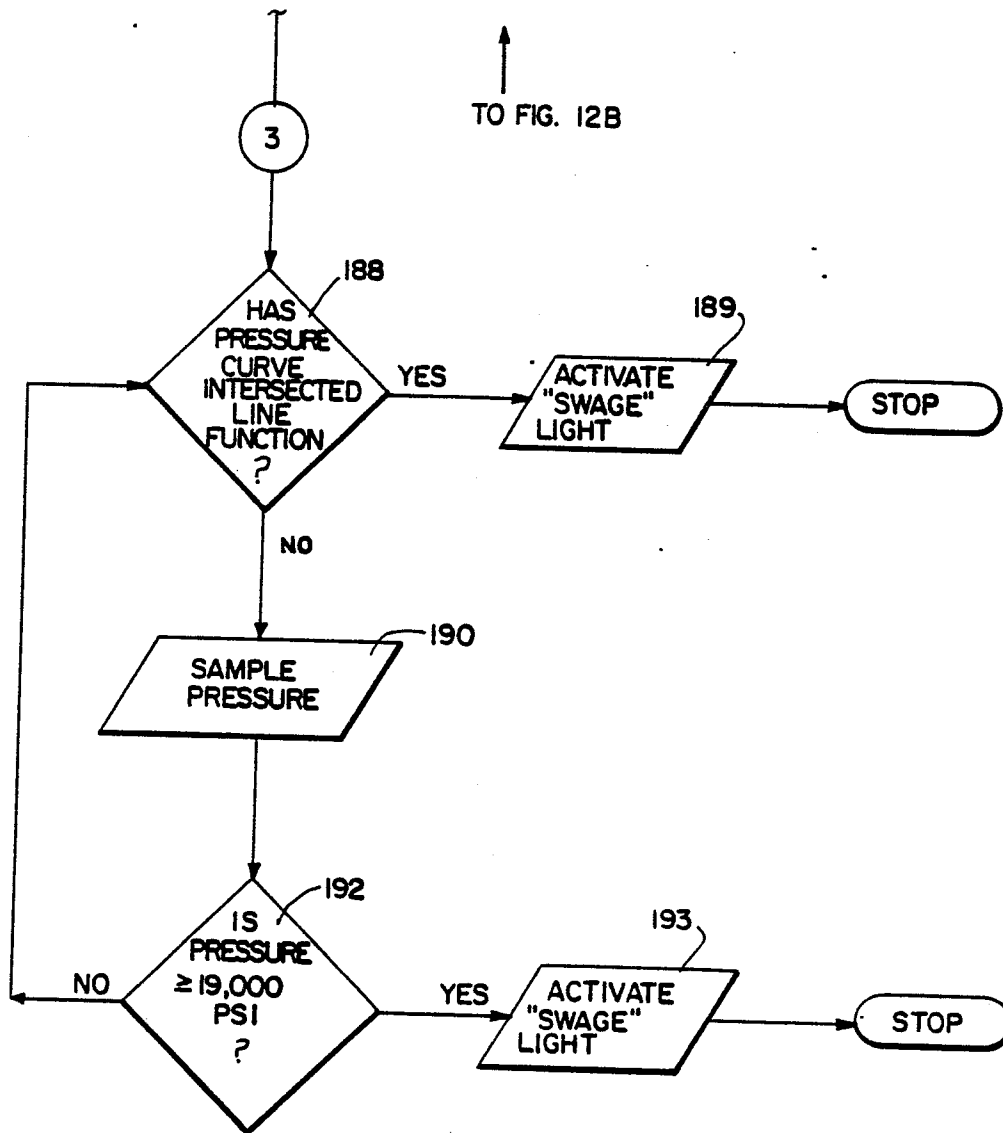 TO FIG. 12B
3
188
HAS
PRESSURE
CURVE
INTERSECTED
LINE
FUNCTION
?
YES
189
ACTIVATE
"SWAGE"
LIGHT
STOP
NO
190
SAMPLE
PRESSURE
192
IS
PRESSURE
≥19,000
PSI
?
NO
YES
193
ACTIVATE
"SWAGE"
LIGHT
STOP